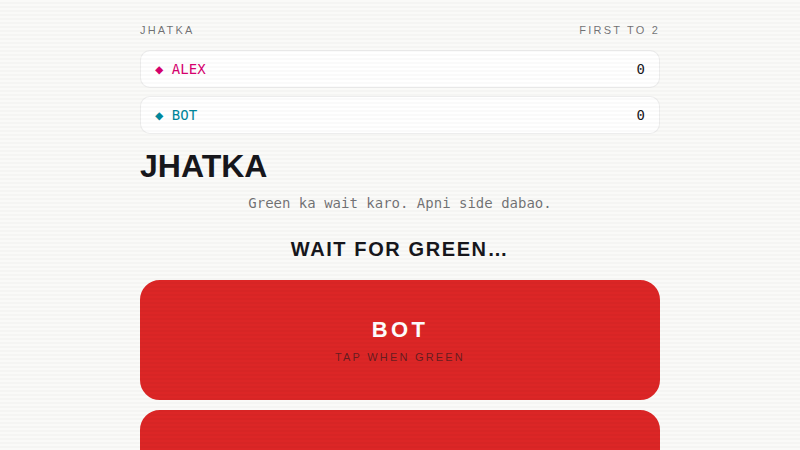 JHATKA FIRST TO 2
◆ ALEX 0
◆ BOT 0
JHATKA
Green ka wait karo. Apni side dabao.
WAIT FOR GREEN…
BOT
TAP WHEN GREEN